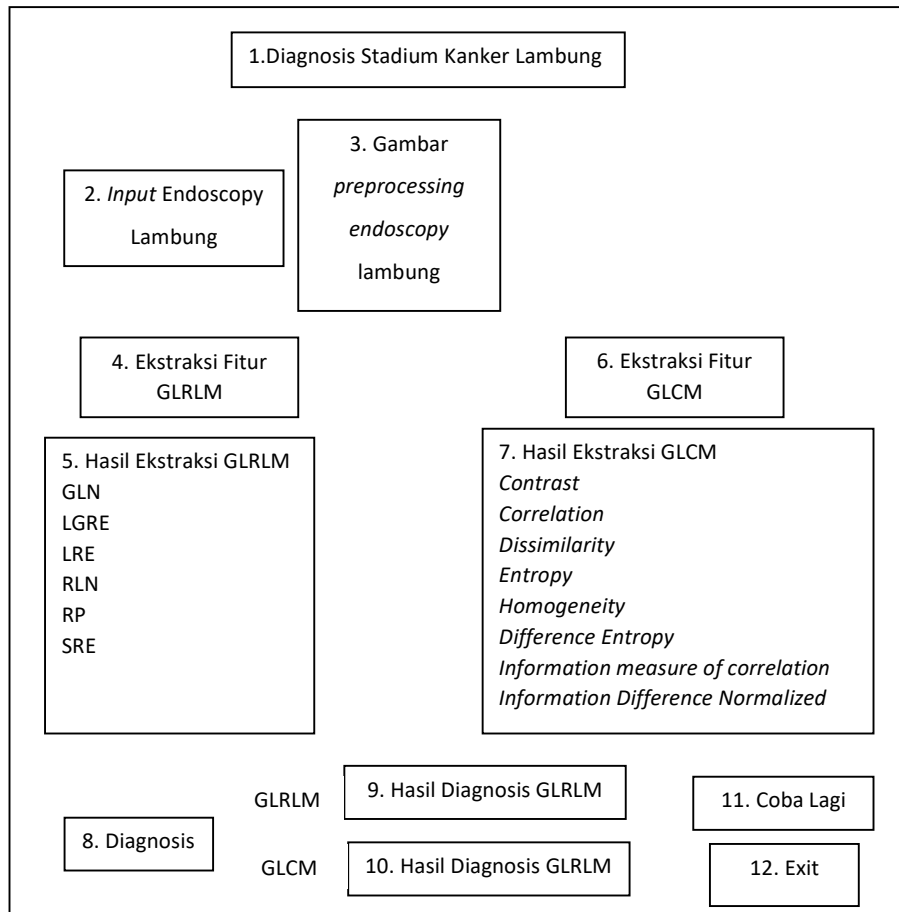 1.Diagnosis Stadium Kanker Lambung
2. Input Endoscopy
Lambung
3. Gambar
preprocessing
endoscopy
lambung
4. Ekstraksi Fitur
GLRLM
6. Ekstraksi Fitur
GLCM
5. Hasil Ekstraksi GLRLM
GLN
LGRE
LRE
RLN
RP
SRE
7. Hasil Ekstraksi GLCM
Contrast
Correlation
Dissimilarity
Entropy
Homogeneity
Difference Entropy
Information measure of correlation
Information Difference Normalized
8. Diagnosis
GLRLM
9. Hasil Diagnosis GLRLM
GLCM
10. Hasil Diagnosis GLRLM
11. Coba Lagi
12. Exit